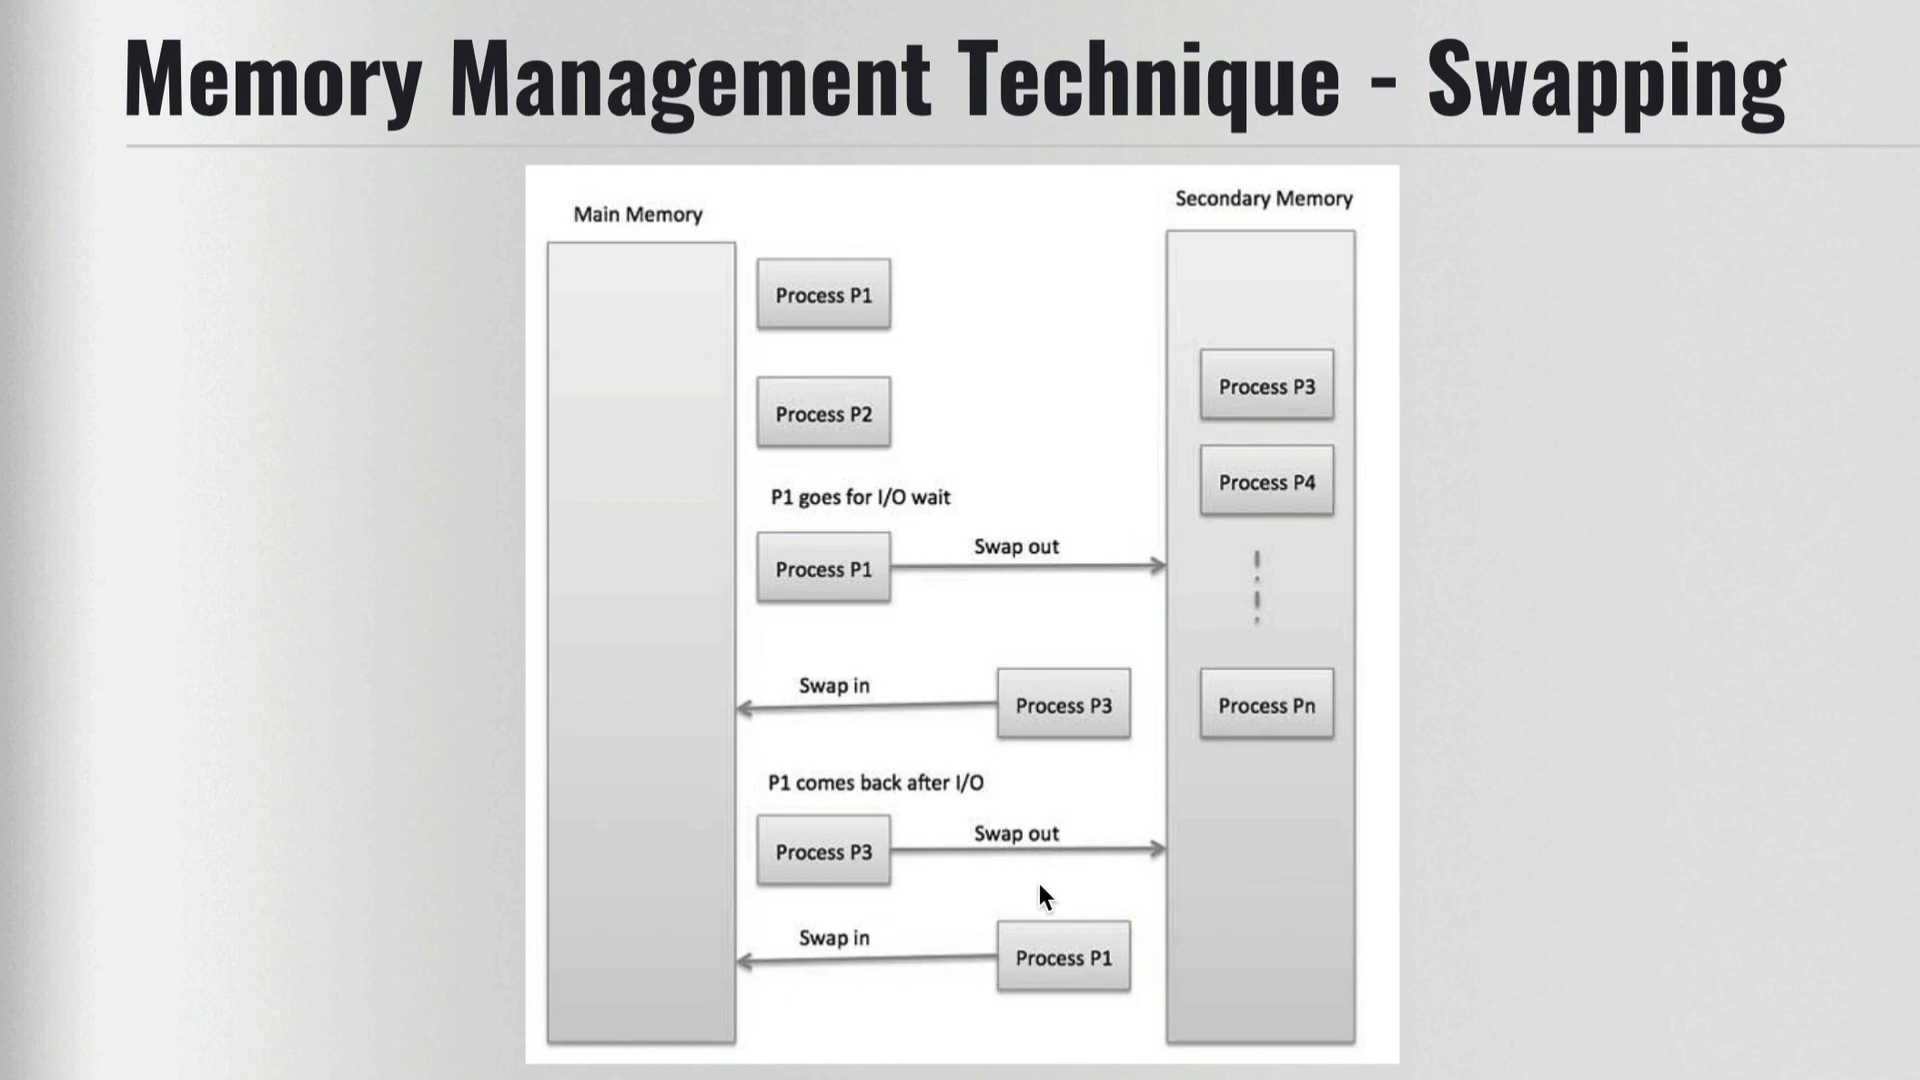 Memory Management Technique - Swapping
Main Memory
Secondary Memory
Process P1
Process P2
Process P3
Process P4
P1 goes for I/O wait
Process P1
Swap out
Swap in
Process P3
Process Pn
P1 comes back after I/O
Process P3
Swap out
Swap in
Process P1